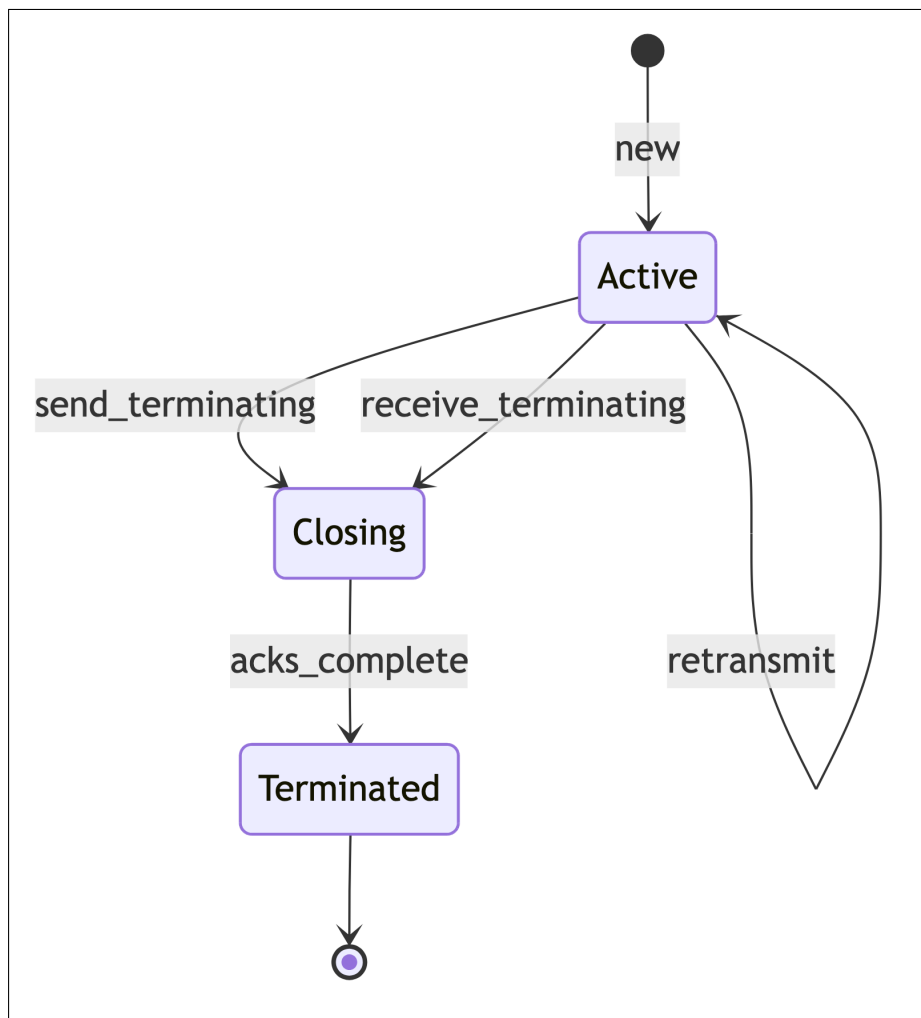 new
Active
send_terminating
receive_terminating
Closing
acks_complete
retransmit
Terminated